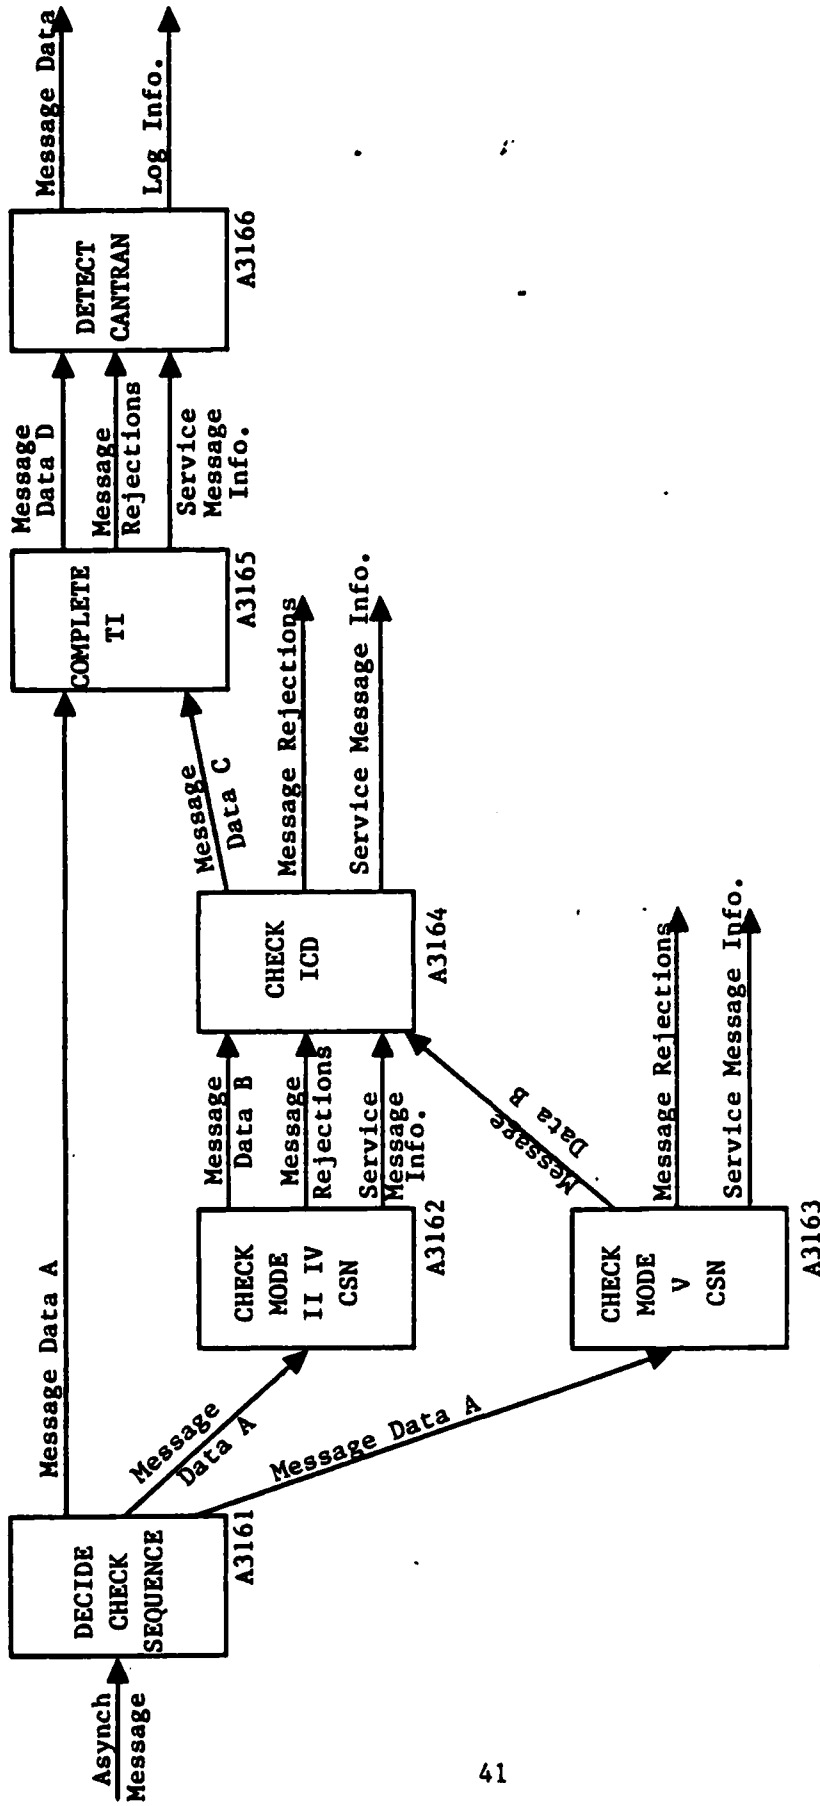 Asynch
Message
DECIDE
CHECK
SEQUENCE
A3161
Message Data A
Message
Data A
Message Data A
CHECK
MODE
II IV
CSN
A3162
Message
Data B
Message
Rejections
Service
Message
Info.
CHECK
MODE
V
CSN
A3163
Message
Data B
Message Rejections
Service Message Info.
CHECK
ICD
A3164
Message
Data C
Message Rejections
Service Message Info.
COMPLETE
TI
A3165
Message
Data D
Message
Rejections
Service
Message
Info.
DETECT
CANTRAN
A3166
Message Data
Log Info.
41